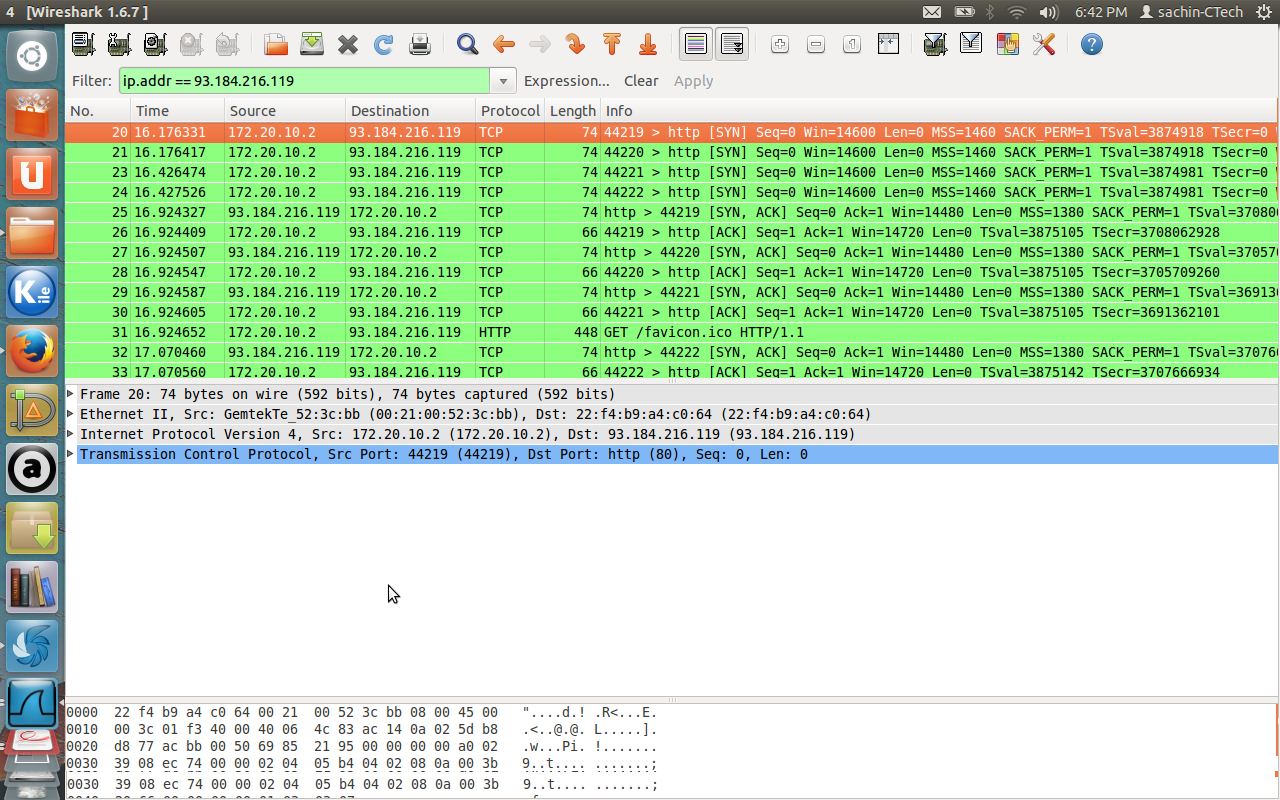 4 [Wireshark 1.6.7 ] 6:42 PM sachin-CTech
Filter: ip.addr == 93.184.216.119 Expression... Clear Apply
No. Time Source Destination Protocol Length Info
20 16.176331 172.20.10.2 93.184.216.119 TCP 74 44219 > http [SYN] Seq=0 Win=14600 Len=0 MSS=1460 SACK_PERM=1 TSval=3874918 TSecr=0
21 16.176417 172.20.10.2 93.184.216.119 TCP 74 44220 > http [SYN] Seq=0 Win=14600 Len=0 MSS=1460 SACK_PERM=1 TSval=3874918 TSecr=0
23 16.426474 172.20.10.2 93.184.216.119 TCP 74 44221 > http [SYN] Seq=0 Win=14600 Len=0 MSS=1460 SACK_PERM=1 TSval=3874981 TSecr=0
24 16.427526 172.20.10.2 93.184.216.119 TCP 74 44222 > http [SYN] Seq=0 Win=14600 Len=0 MSS=1460 SACK_PERM=1 TSval=3874981 TSecr=0
25 16.924327 93.184.216.119 172.20.10.2 TCP 74 http > 44219 [SYN, ACK] Seq=0 Ack=1 Win=14480 Len=0 MSS=1380 SACK_PERM=1 TSval=37080
26 16.924409 172.20.10.2 93.184.216.119 TCP 66 44219 > http [ACK] Seq=1 Ack=1 Win=14720 Len=0 TSval=3875105 TSecr=3708062928
27 16.924507 93.184.216.119 172.20.10.2 TCP 74 http > 44220 [SYN, ACK] Seq=0 Ack=1 Win=14480 Len=0 MSS=1380 SACK_PERM=1 TSval=37057
28 16.924547 172.20.10.2 93.184.216.119 TCP 66 44220 > http [ACK] Seq=1 Ack=1 Win=14720 Len=0 TSval=3875105 TSecr=3705709260
29 16.924587 93.184.216.119 172.20.10.2 TCP 74 http > 44221 [SYN, ACK] Seq=0 Ack=1 Win=14480 Len=0 MSS=1380 SACK_PERM=1 TSval=36913
30 16.924605 172.20.10.2 93.184.216.119 TCP 66 44221 > http [ACK] Seq=1 Ack=1 Win=14720 Len=0 TSval=3875105 TSecr=3691362101
31 16.924652 172.20.10.2 93.184.216.119 HTTP 448 GET /favicon.ico HTTP/1.1
32 17.070460 93.184.216.119 172.20.10.2 TCP 74 http > 44222 [SYN, ACK] Seq=0 Ack=1 Win=14480 Len=0 MSS=1380 SACK_PERM=1 TSval=37076
33 17.070560 172.20.10.2 93.184.216.119 TCP 66 44222 > http [ACK] Seq=1 Ack=1 Win=14720 Len=0 TSval=3875142 TSecr=3707666934
Frame 20: 74 bytes on wire (592 bits), 74 bytes captured (592 bits)
Ethernet II, Src: GemtekTe_52:3c:bb (00:21:00:52:3c:bb), Dst: 22:f4:b9:a4:c0:64 (22:f4:b9:a4:c0:64)
Internet Protocol Version 4, Src: 172.20.10.2 (172.20.10.2), Dst: 93.184.216.119 (93.184.216.119)
Transmission Control Protocol, Src Port: 44219 (44219), Dst Port: http (80), Seq: 0, Len: 0
0000 22 f4 b9 a4 c0 64 00 21 00 52 3c bb 08 00 45 00 "....d.! .R<...E.
0010 00 3c 01 f3 40 00 40 06 4c 83 ac 14 0a 02 5d b8 .<..@.@. L.....].
0020 d8 77 ac bb 00 50 69 85 21 95 00 00 00 00 a0 02 .w...Pi. !.......
0030 39 08 ec 74 00 00 02 04 05 b4 04 02 08 0a 00 3b 9..t.... .......;
0030 39 08 ec 74 00 00 02 04 05 b4 04 02 08 0a 00 3b 9..t.... .......;